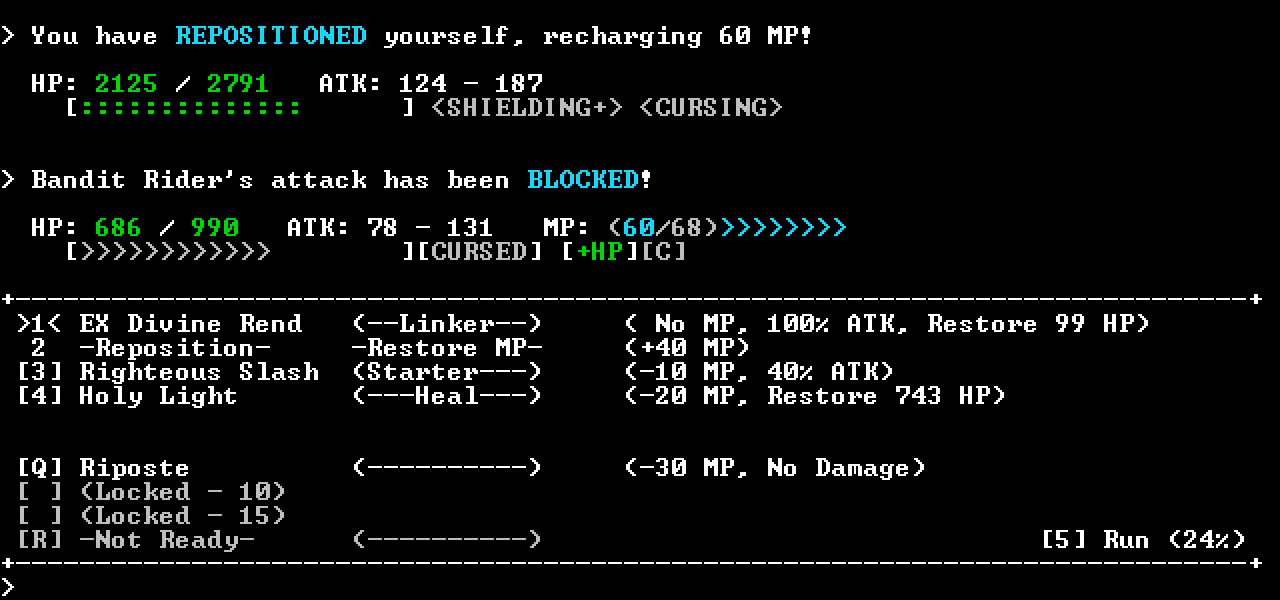 > You have REPOSITIONED yourself, recharging 60 MP!
HP: 2125 / 2791   ATK: 124 - 187
[::::::::::::::      ] <SHIELDING+> <CURSING>
> Bandit Rider's attack has been BLOCKED!
HP: 686 / 990   ATK: 78 - 131   MP: (60/68)>>>>>>>>
[>>>>>>>>>>>>        ][CURSED] [+HP][C]
+-----------------------------------------------------------------------------+
>1< EX Divine Rend   (--Linker--)     ( No MP, 100% ATK, Restore 99 HP)
2  -Reposition-     -Restore MP-     (+40 MP)
[3] Righteous Slash  (Starter---)     (-10 MP, 40% ATK)
[4] Holy Light       (---Heal---)     (-20 MP, Restore 743 HP)
[Q] Riposte          (----------)     (-30 MP, No Damage)
[ ] (Locked - 10)
[ ] (Locked - 15)
[R] -Not Ready-      (----------)                               [5] Run (24%)
+-----------------------------------------------------------------------------+
>